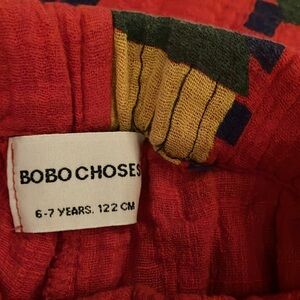 BOBO CHOSES
6-7 YEARS. 122 CM